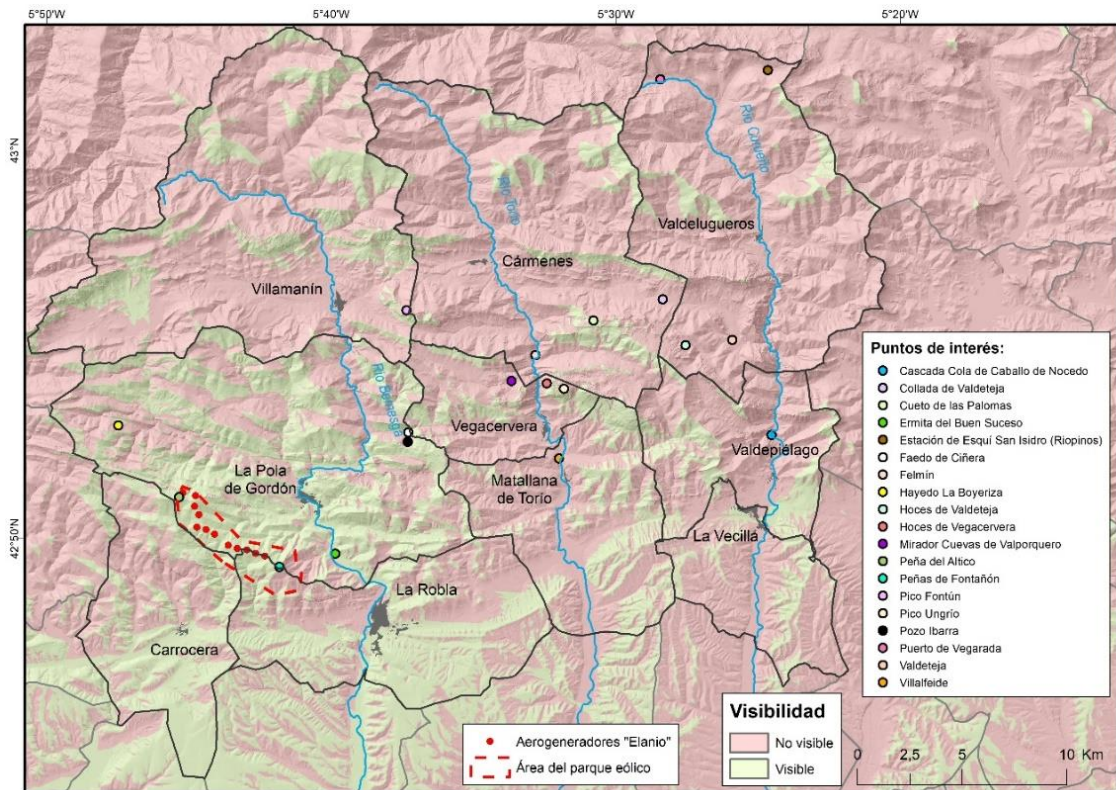 5°50'W
5°40'W
5°30'W
5°20'W
43°N
42°50'N
Río Curueño
Río Torío
Río Bernesga
Valdelugueros
Cármenes
Villamanín
Vegacervera
Valdepiélago
La Pola
de Gordón
Matallana
de Torío
La Vecilla
La Robla
Carrocera
Puntos de interés:
Cascada Cola de Caballo de Nocedo
Collada de Valdeteja
Cueto de las Palomas
Ermita del Buen Suceso
Estación de Esquí San Isidro (Riopinos)
Faedo de Ciñera
Felmín
Hayedo La Boyeriza
Hoces de Valdeteja
Hoces de Vegacervera
Mirador Cuevas de Valporquero
Peña del Altico
Peñas de Fontañón
Pico Fontún
Pico Ungrío
Pozo Ibarra
Puerto de Vegarada
Valdeteja
Villalfeide
Visibilidad
No visible
Visible
Aerogeneradores "Elanio"
Área del parque eólico
0 2,5 5 10 Km